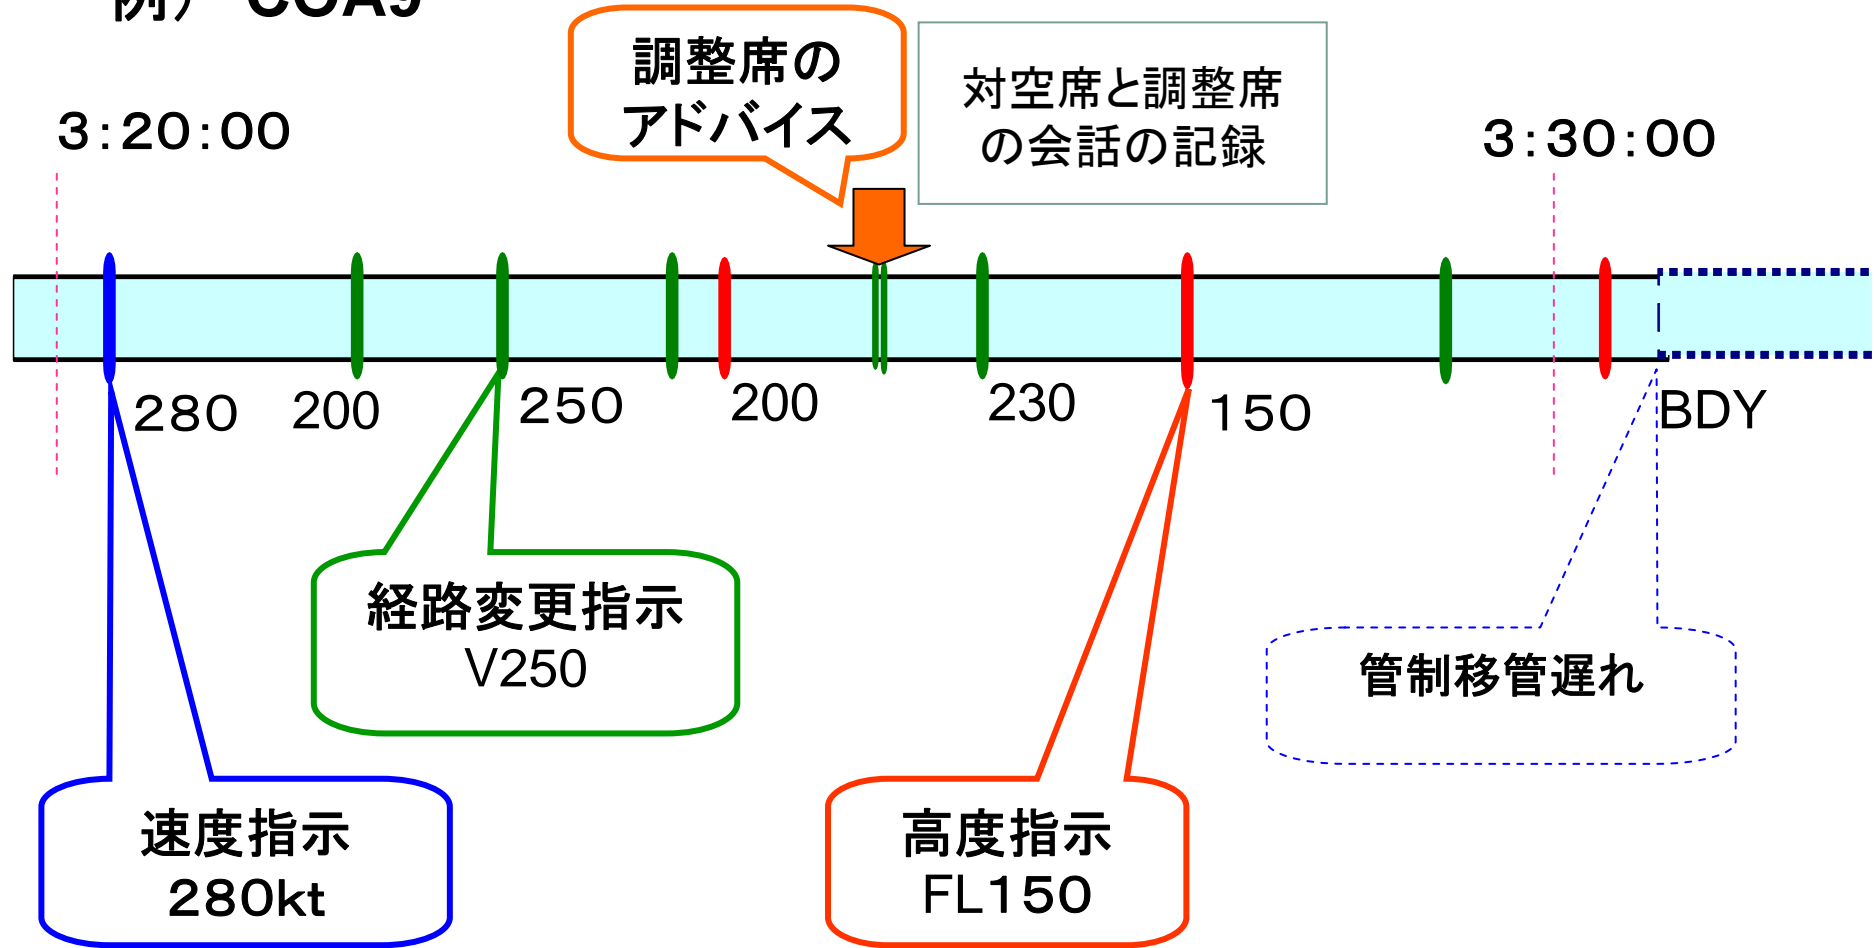 例) COA9
調整席の
アドバイス
対空席と調整席
の会話の記録
3:20:00
3:30:00
280
200
250
200
230
150
BDY
経路変更指示
V250
管制移管遅れ
速度指示
280kt
高度指示
FL150